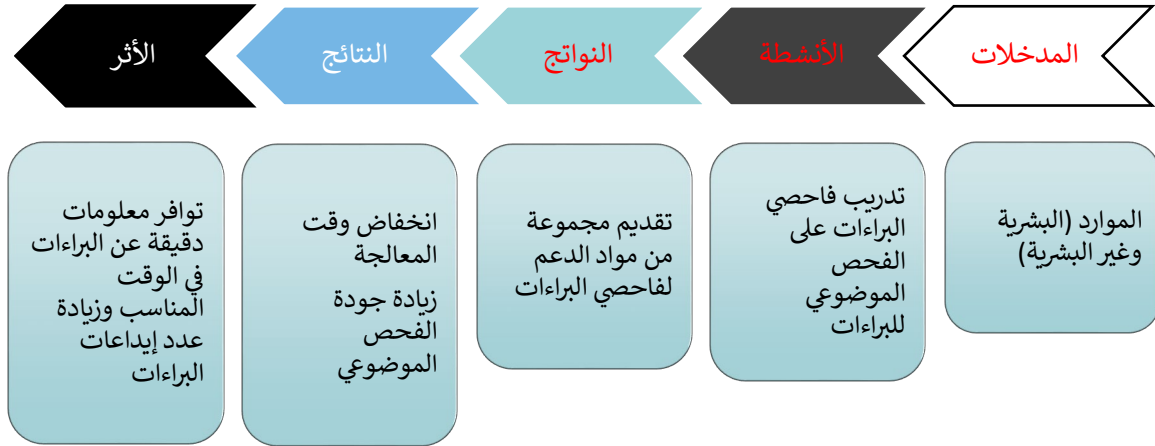 المدخلات
الأنشطة
النواتج
النتائج
الأثر
الموارد (البشرية
وغير البشرية)
تدريب فاحصي
البراءات على
الفحص
الموضوعي
للبراءات
تقديم مجموعة
من مواد الدعم
لفاحصي البراءات
انخفاض وقت
المعالجة
زيادة جودة
الفحص
الموضوعي
توافر معلومات
دقيقة عن البراءات
في الوقت
المناسب وزيادة
عدد إيداعات
البراءات